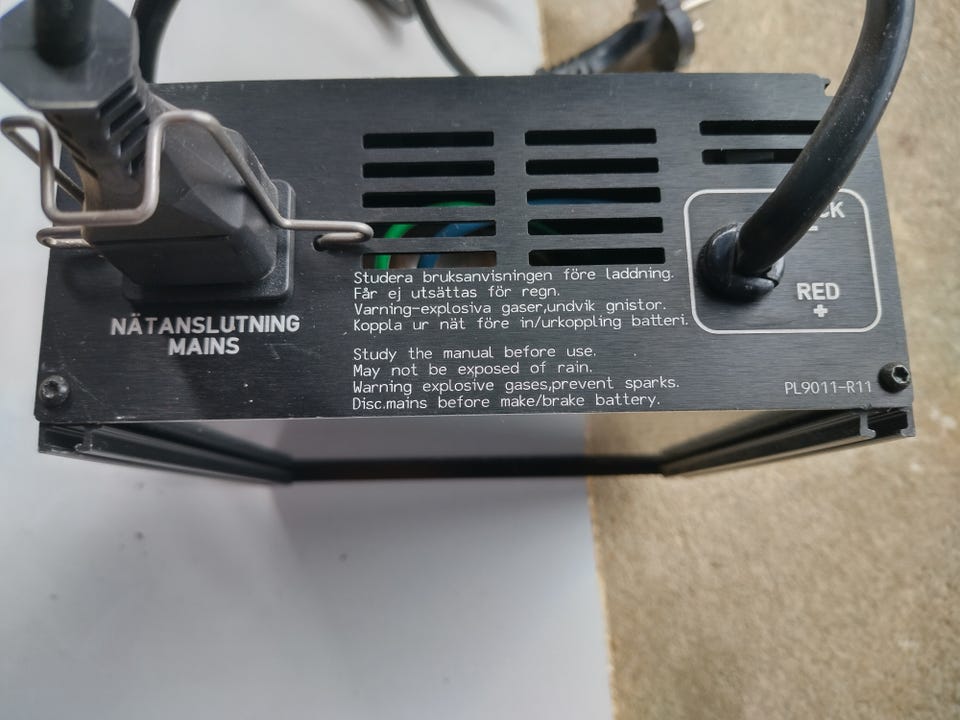 NÄTANSLUTNING
MAINS
Studera bruksanvisningen före laddning.
Får ej utsättas för regn.
Varning-explosiva gaser,undvik gnistor.
Koppla ur nät före in/urkoppling batteri.
Study the manual before use.
May not be exposed of rain.
Warning explosive gases,prevent sparks.
Disc.mains before make/brake battery.
RED
+
PL9011-R11